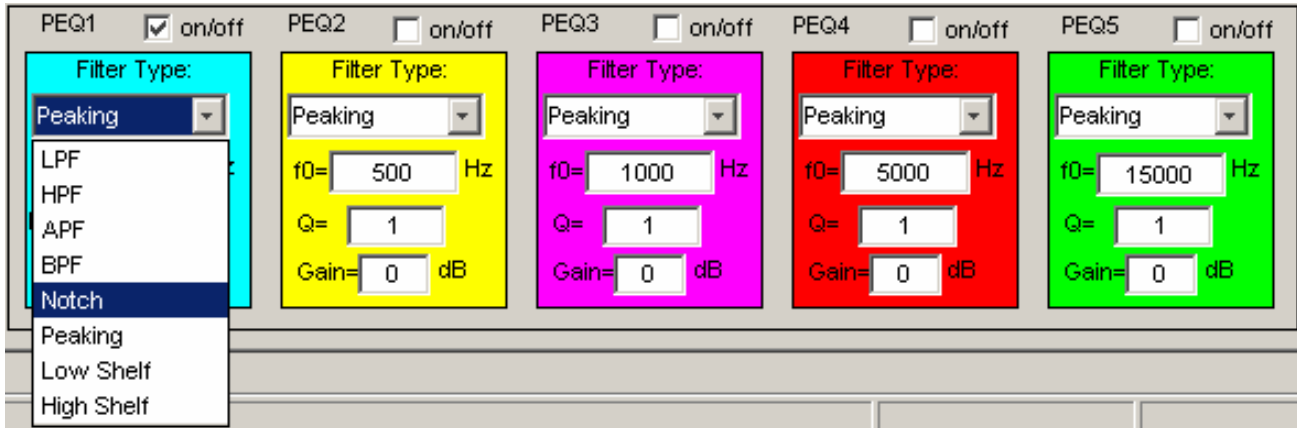 PEQ1 on/off PEQ2 on/off PEQ3 on/off PEQ4 on/off PEQ5 on/off
Filter Type: Filter Type: Filter Type: Filter Type: Filter Type:
Peaking Peaking Peaking Peaking Peaking
LPF
HPF
APF
BPF
Notch
Peaking
Low Shelf
High Shelf
f0= 500 Hz f0= 1000 Hz f0= 5000 Hz f0= 15000 Hz
Q= 1 Q= 1 Q= 1 Q= 1
Gain= 0 dB Gain= 0 dB Gain= 0 dB Gain= 0 dB